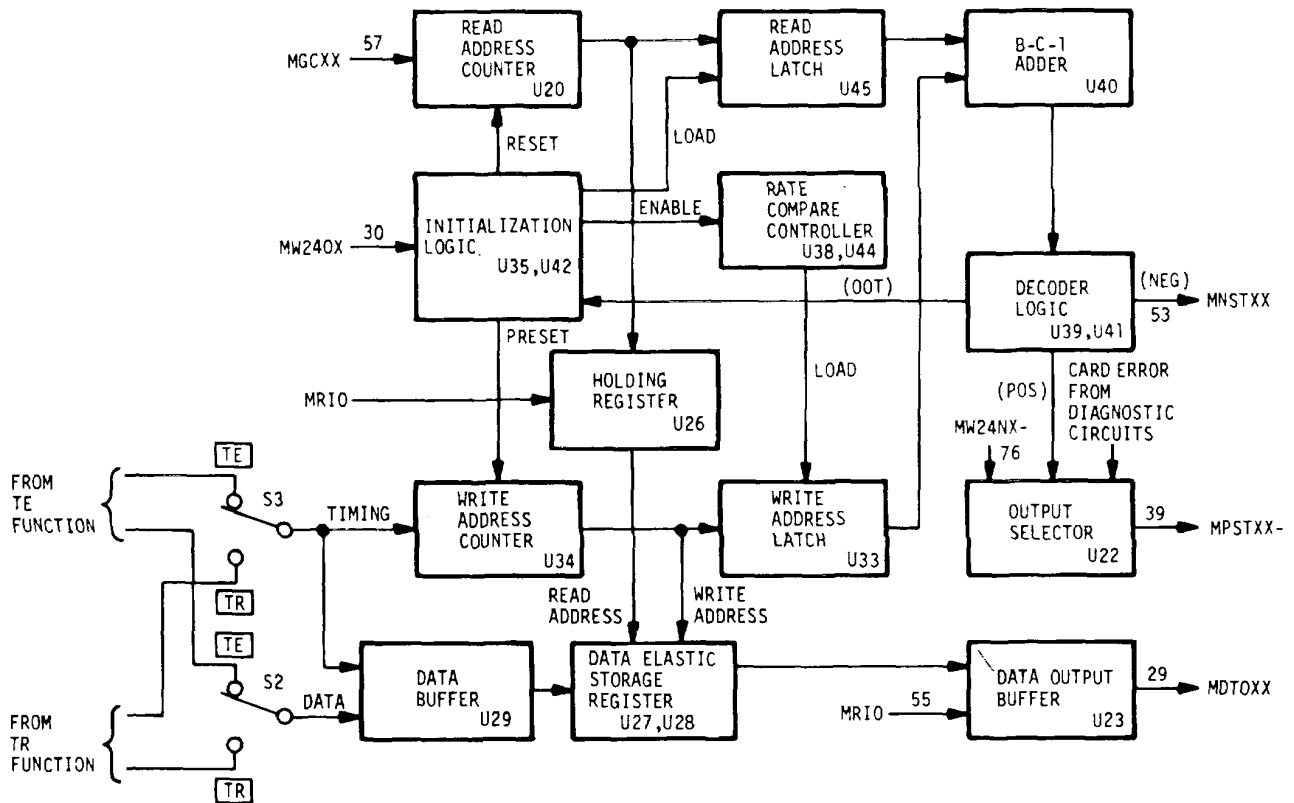 MGCXX
57
READ
ADDRESS
COUNTER
U20
READ
ADDRESS
LATCH
U45
B-C-1
ADDER
U40
RESET
LOAD
MW240X
30
INITIALIZATION
LOGIC
U35,U42
ENABLE
RATE
COMPARE
CONTROLLER
U38,U44
(OOT)
DECODER
LOGIC
U39,U41
(NEG)
53
MNSTXX
PRESET
MRIO
HOLDING
REGISTER
U26
LOAD
(POS)
CARD ERROR
FROM
DIAGNOSTIC
CIRCUITS
MW24NX-
76
FROM
TE
FUNCTION
TE
S3
TR
TIMING
WRITE
ADDRESS
COUNTER
U34
WRITE
ADDRESS
LATCH
U33
OUTPUT
SELECTOR
U22
39
MPSTXX-
READ
ADDRESS
WRITE
ADDRESS
FROM
TR
FUNCTION
TE
S2
TR
DATA
DATA
BUFFER
U29
DATA ELASTIC
STORAGE
REGISTER
U27,U28
MRIO
55
DATA OUTPUT
BUFFER
U23
29
MDTOXX